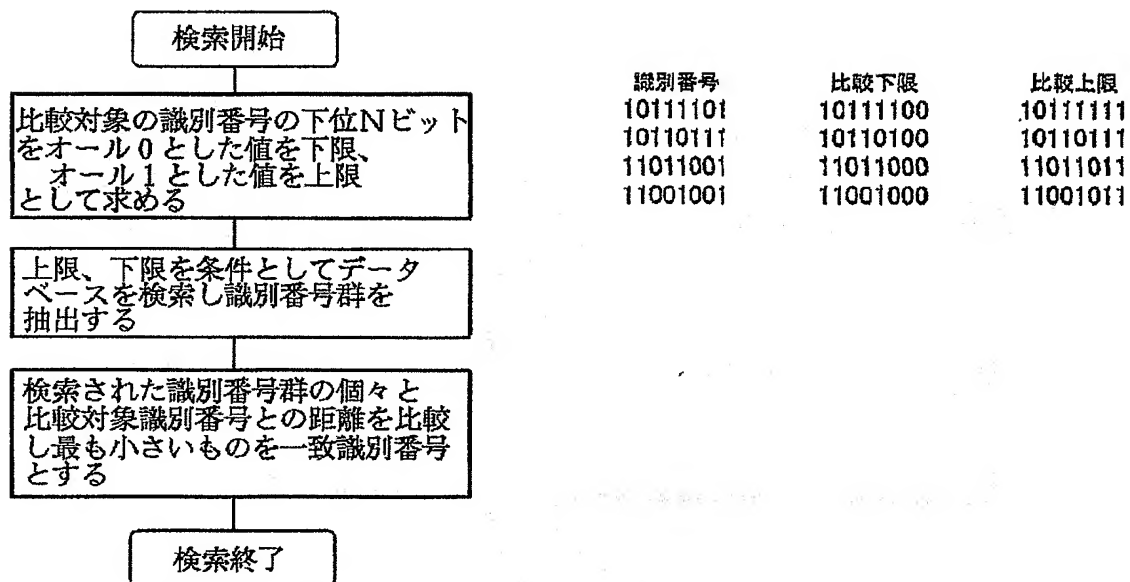 検索開始
比較対象の識別番号の下位Nビット
をオール0とした値を下限、
オール1とした値を上限
として求める
上限、下限を条件としてデータ
ベースを検索し識別番号群を
抽出する
検索された識別番号群の個々と
比較対象識別番号との距離を比較
し最も小さいものを一致識別番号
とする
検索終了
識別番号 比較下限 比較上限
10111101 10111100 10111111
10110111 10110100 10110111
11011001 11011000 11011011
11001001 11001000 11001011